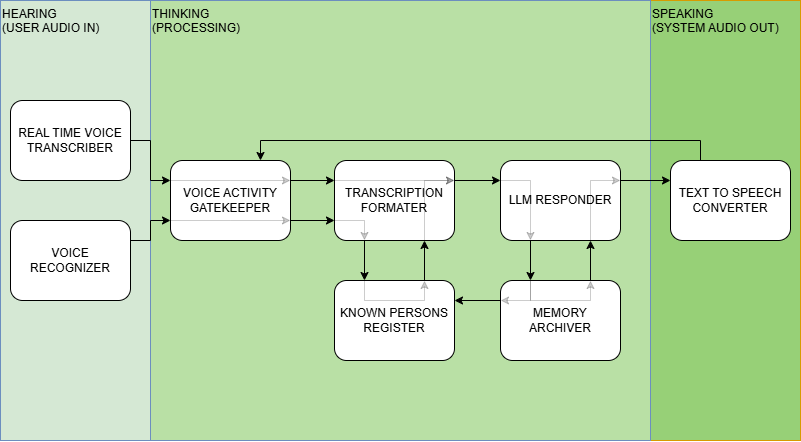 HEARING
(USER AUDIO IN)
THINKING
(PROCESSING)
SPEAKING
(SYSTEM AUDIO OUT)
REAL TIME VOICE
TRANSCRIBER
VOICE
RECOGNIZER
VOICE ACTIVITY
GATEKEEPER
TRANSCRIPTION
FORMATER
LLM RESPONDER
TEXT TO SPEECH
CONVERTER
KNOWN PERSONS
REGISTER
MEMORY
ARCHIVER